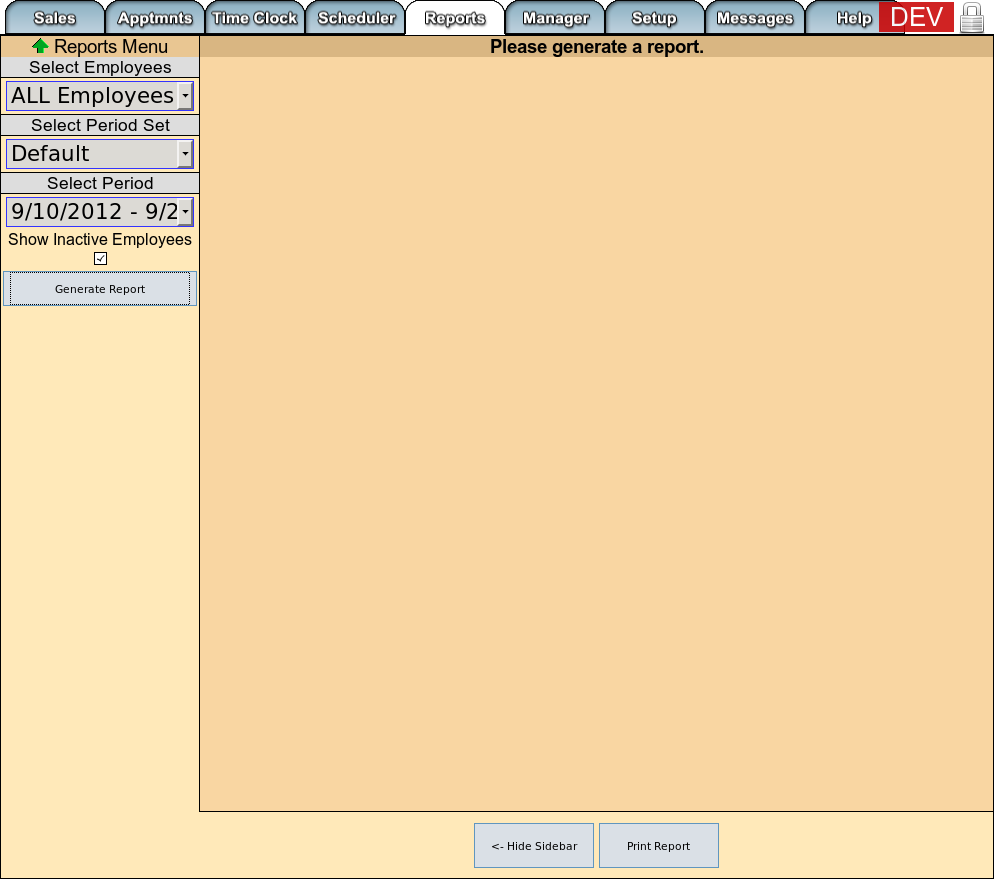 Sales Apptmnts Time Clock Scheduler Reports Manager Setup Messages Help DEV
Reports Menu
Please generate a report.
Select Employees
ALL Employees
Select Period Set
Default
Select Period
9/10/2012 - 9/2
Show Inactive Employees
Generate Report
<- Hide Sidebar Print Report